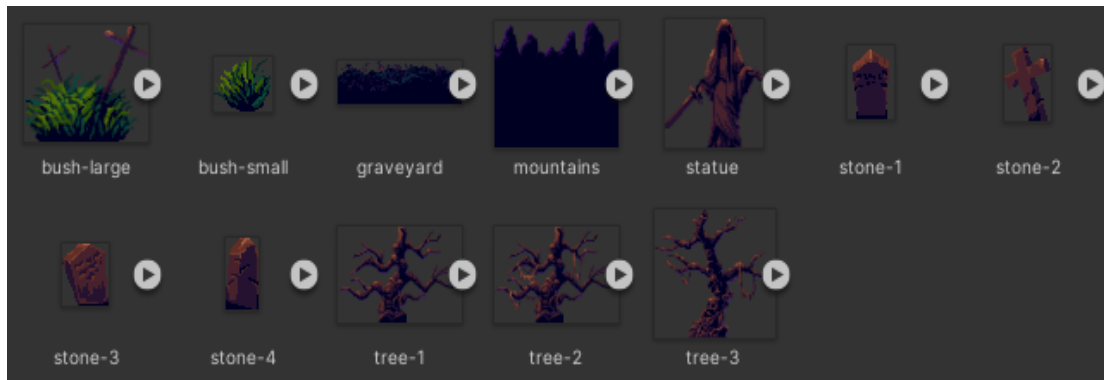 bush-large bush-small graveyard mountains statue stone-1 stone-2
stone-3 stone-4 tree-1 tree-2 tree-3